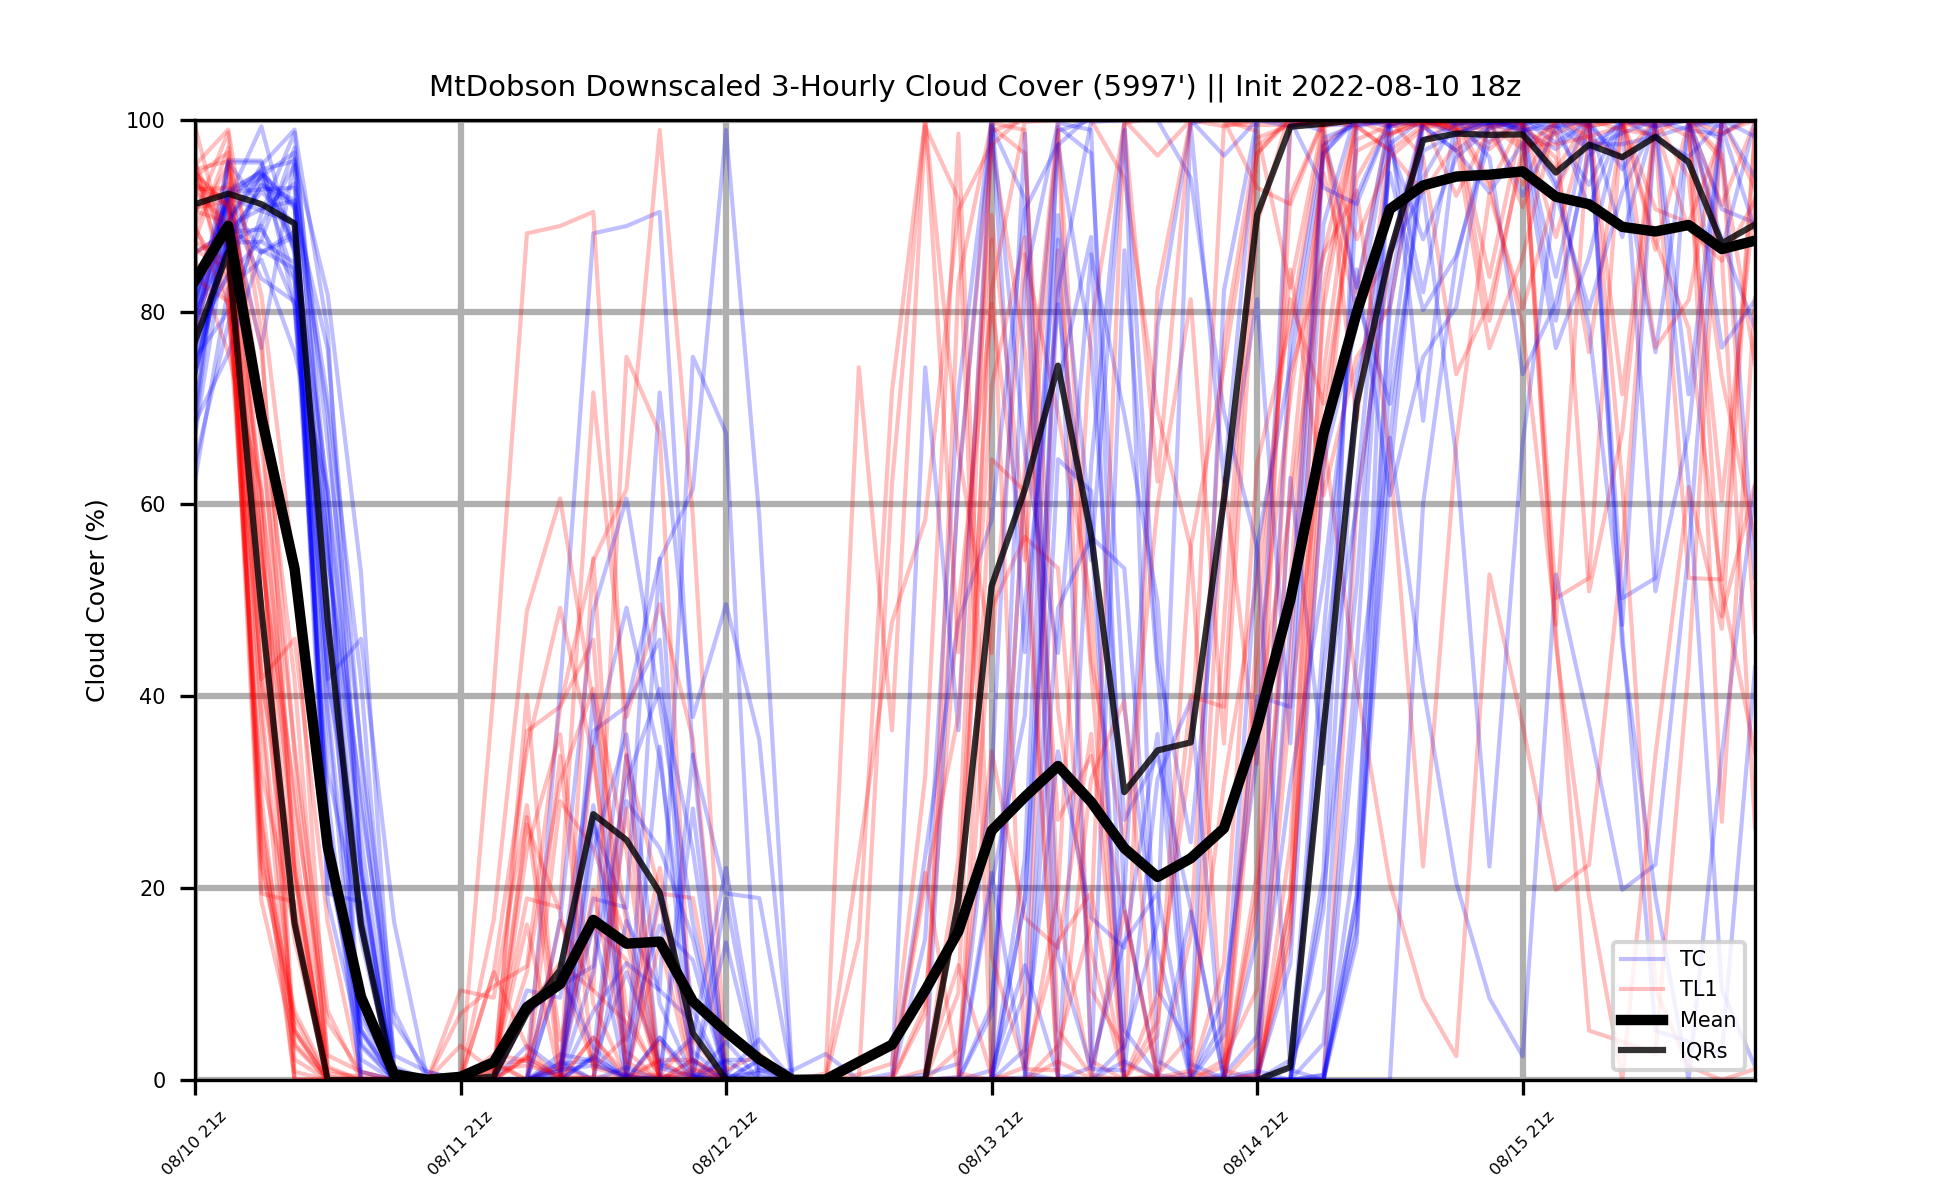 MtDobson Downscaled 3-Hourly Cloud Cover (5997') || Init 2022-08-10 18z
Cloud Cover (%)
100
80
60
40
20
0
08/10 21z
08/11 21z
08/12 21z
08/13 21z
08/14 21z
08/15 21z
TC
TL1
Mean
IQRs